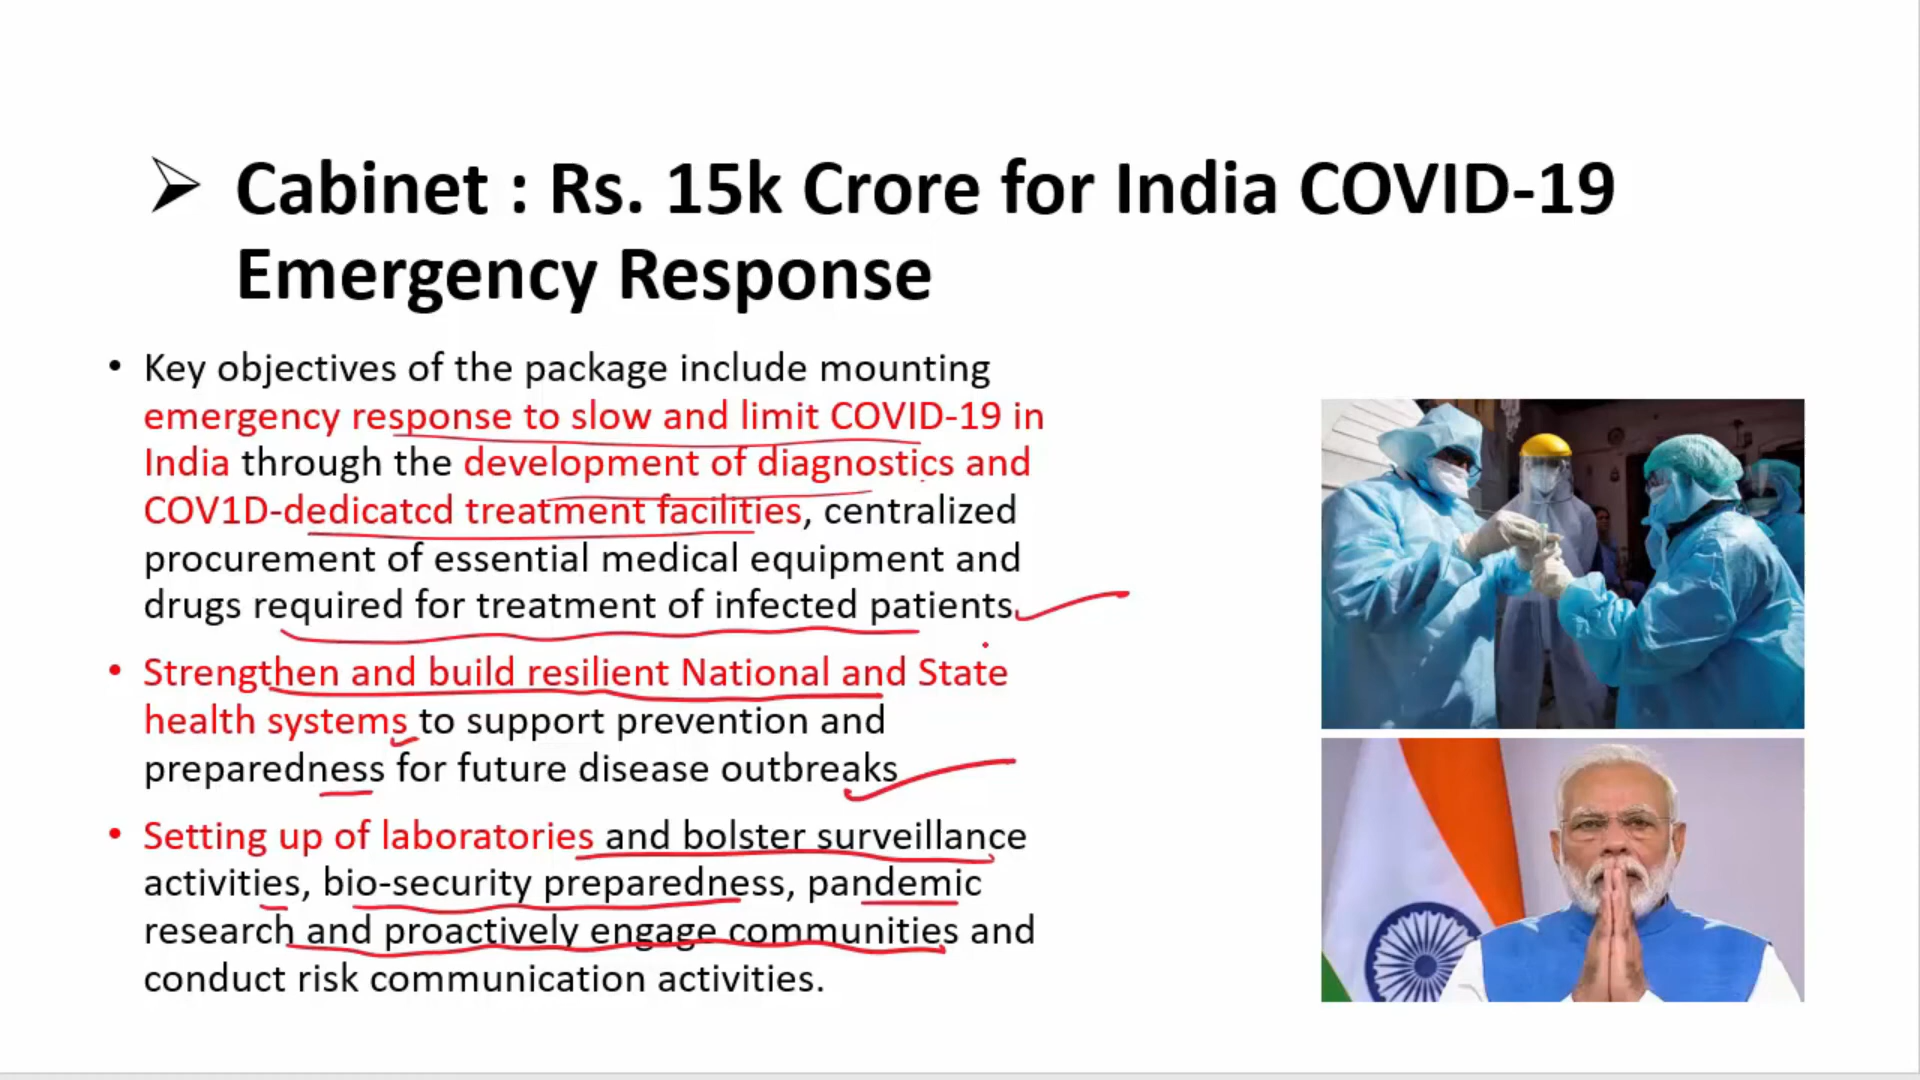 ➢ Cabinet : Rs. 15k Crore for India COVID-19
Emergency Response
• Key objectives of the package include mounting
emergency response to slow and limit COVID-19 in
India through the development of diagnostics and
COV1D-dedicatcd treatment facilities, centralized
procurement of essential medical equipment and
drugs required for treatment of infected patients.
• Strengthen and build resilient National and State
health systems to support prevention and
preparedness for future disease outbreaks
• Setting up of laboratories and bolster surveillance
activities, bio-security preparedness, pandemic
research and proactively engage communities and
conduct risk communication activities.